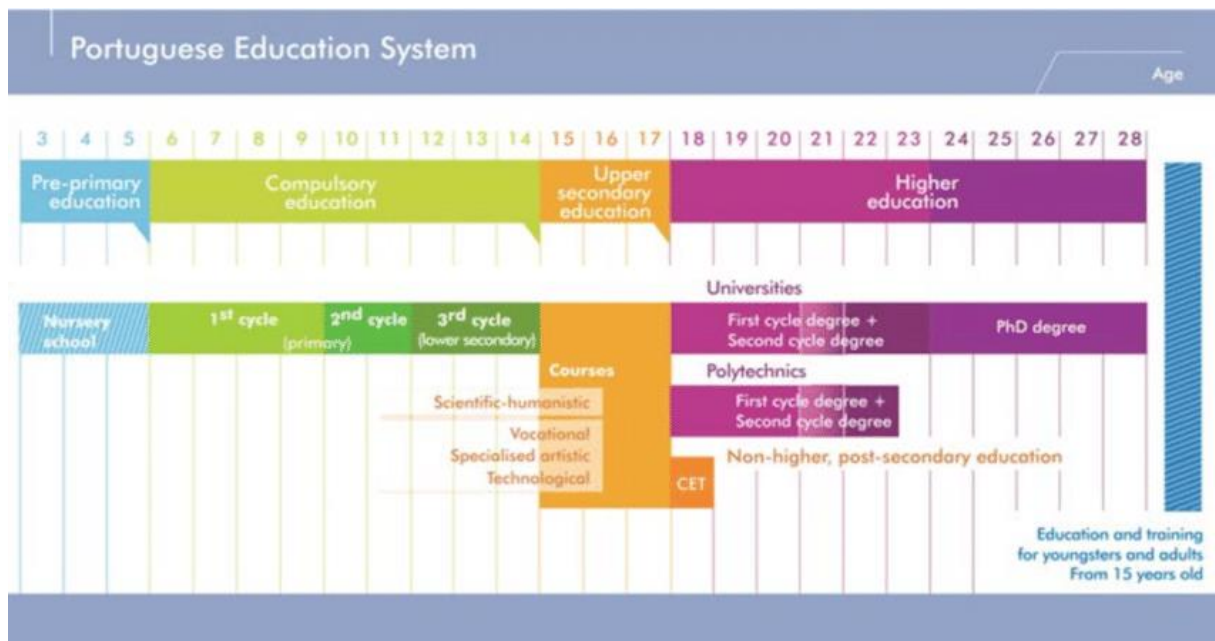 Portuguese Education System
Age
3 4 5 6 7 8 9 10 11 12 13 14 15 16 17 18 19 20 21 22 23 24 25 26 27 28
Pre-primary
education
Compulsory
education
Upper
secondary
education
Higher
education
Universities
Nursery
school
1st cycle
2nd cycle
(primary)
3rd cycle
(lower secondary)
First cycle degree +
Second cycle degree
PhD degree
Courses
Polytechnics
Scientific-humanistic
First cycle degree +
Second cycle degree
Vocational
Specialised artistic
Technological
Non-higher, post-secondary education
CET
Education and training
for youngsters and adults
From 15 years old